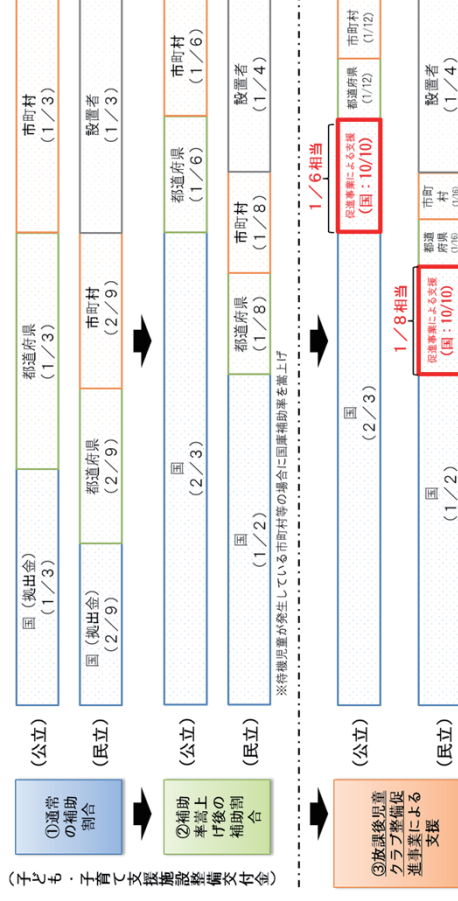 （子ども・子育て支援施設整備交付金）
①通常
の補助
割合
（公立）
国（拠出金）
（１／３）
都道府県
（１／３）
市町村
（１／３）
（民立）
国（拠出金）
（２／９）
都道府県
（２／９）
市町村
（２／９）
設置者
（１／３）
②補助
率嵩上
げ後の
補助割
合
（公立）
国
（２／３）
都道府県
（１／６）
市町村
（１／６）
（民立）
国
（１／２）
都道府県
（１／８）
市町村
（１／８）
設置者
（１／４）
※待機児童が発生している市町村等の場合に国庫補助率を嵩上げ
③放課後児童
クラブ整備促
進事業による
支援
（公立）
国
（２／３）
１／６相当
促進事業による支援
（国：10/10）
都道府県
（1/12）
市町村
（1/12）
（民立）
国
（１／２）
１／８相当
促進事業による支援
（国：10/10）
都道
府県
（1/16）
市町
村
（1/16）
設置者
（１／４）